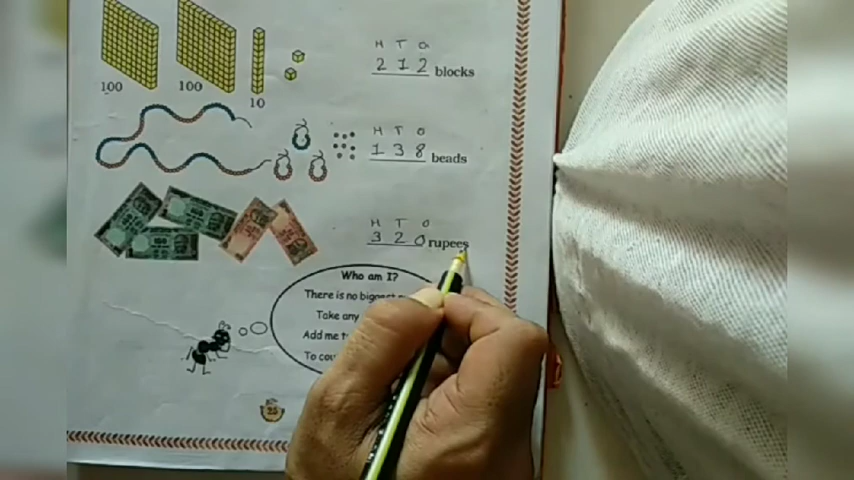 H T O
2 1 2 blocks
100 100 10
H T O
1 3 8 beads
H T O
3 2 0 rupees
Who am I?
There is no bigges
Take any
Add me t
To cou
25